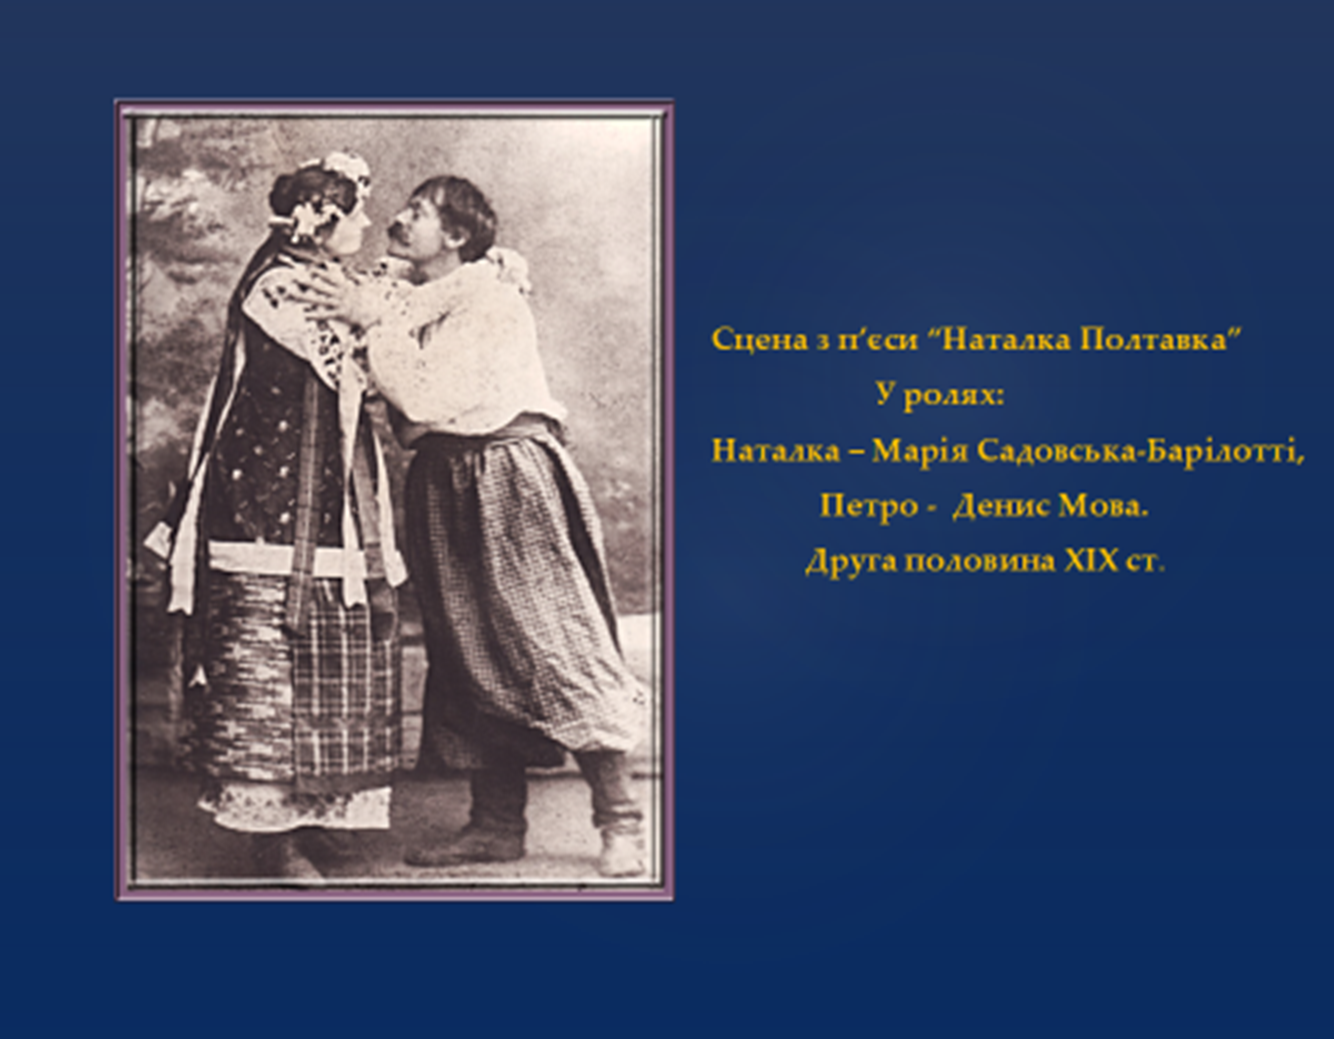 Сцена з п‘єси “Наталка Полтавка”
У ролях:
Наталка – Марія Садовська-Барілотті,
Петро - Денис Мова.
Друга половина XIX ст.